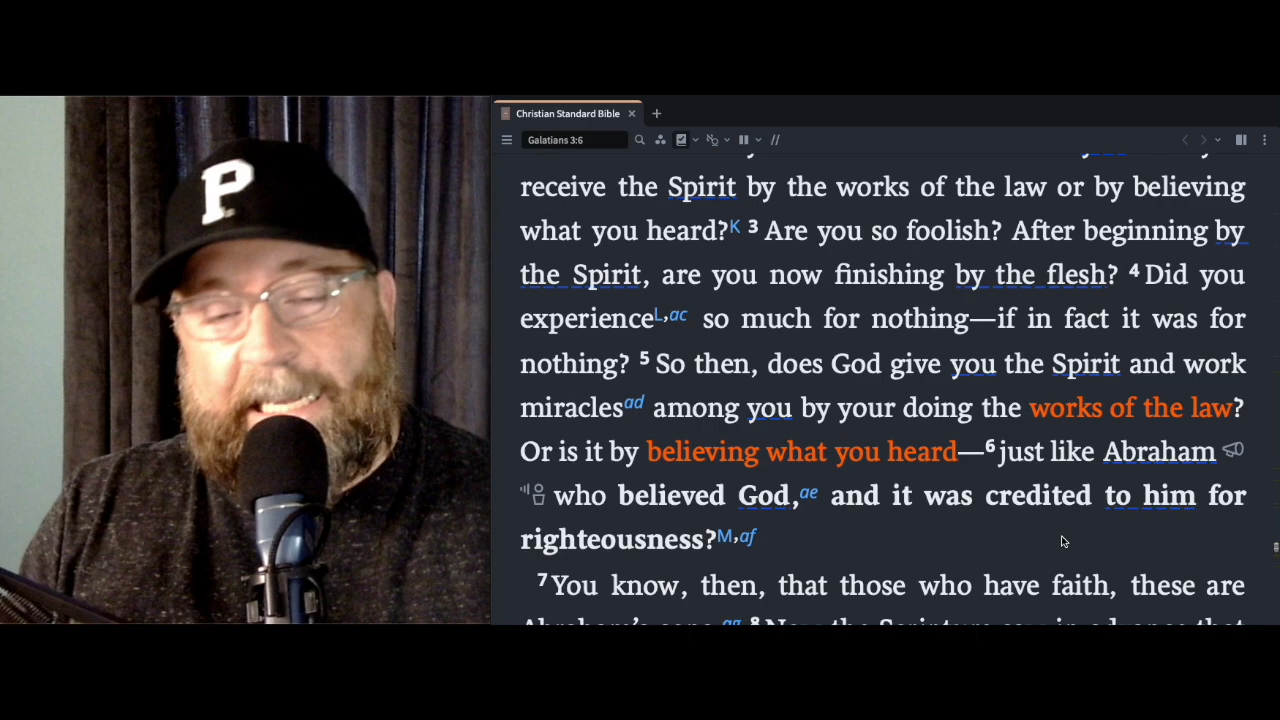 P
Christian Standard Bible
Galatians 3:6
receive the Spirit by the works of the law or by believing
what you heard?K 3 Are you so foolish? After beginning by
the Spirit, are you now finishing by the flesh? 4 Did you
experienceL,ac so much for nothing—if in fact it was for
nothing? 5 So then, does God give you the Spirit and work
miraclesad among you by your doing the works of the law?
Or is it by believing what you heard—6 just like Abraham
who believed God,ae and it was credited to him for
righteousness?M,af
7 You know, then, that those who have faith, these are